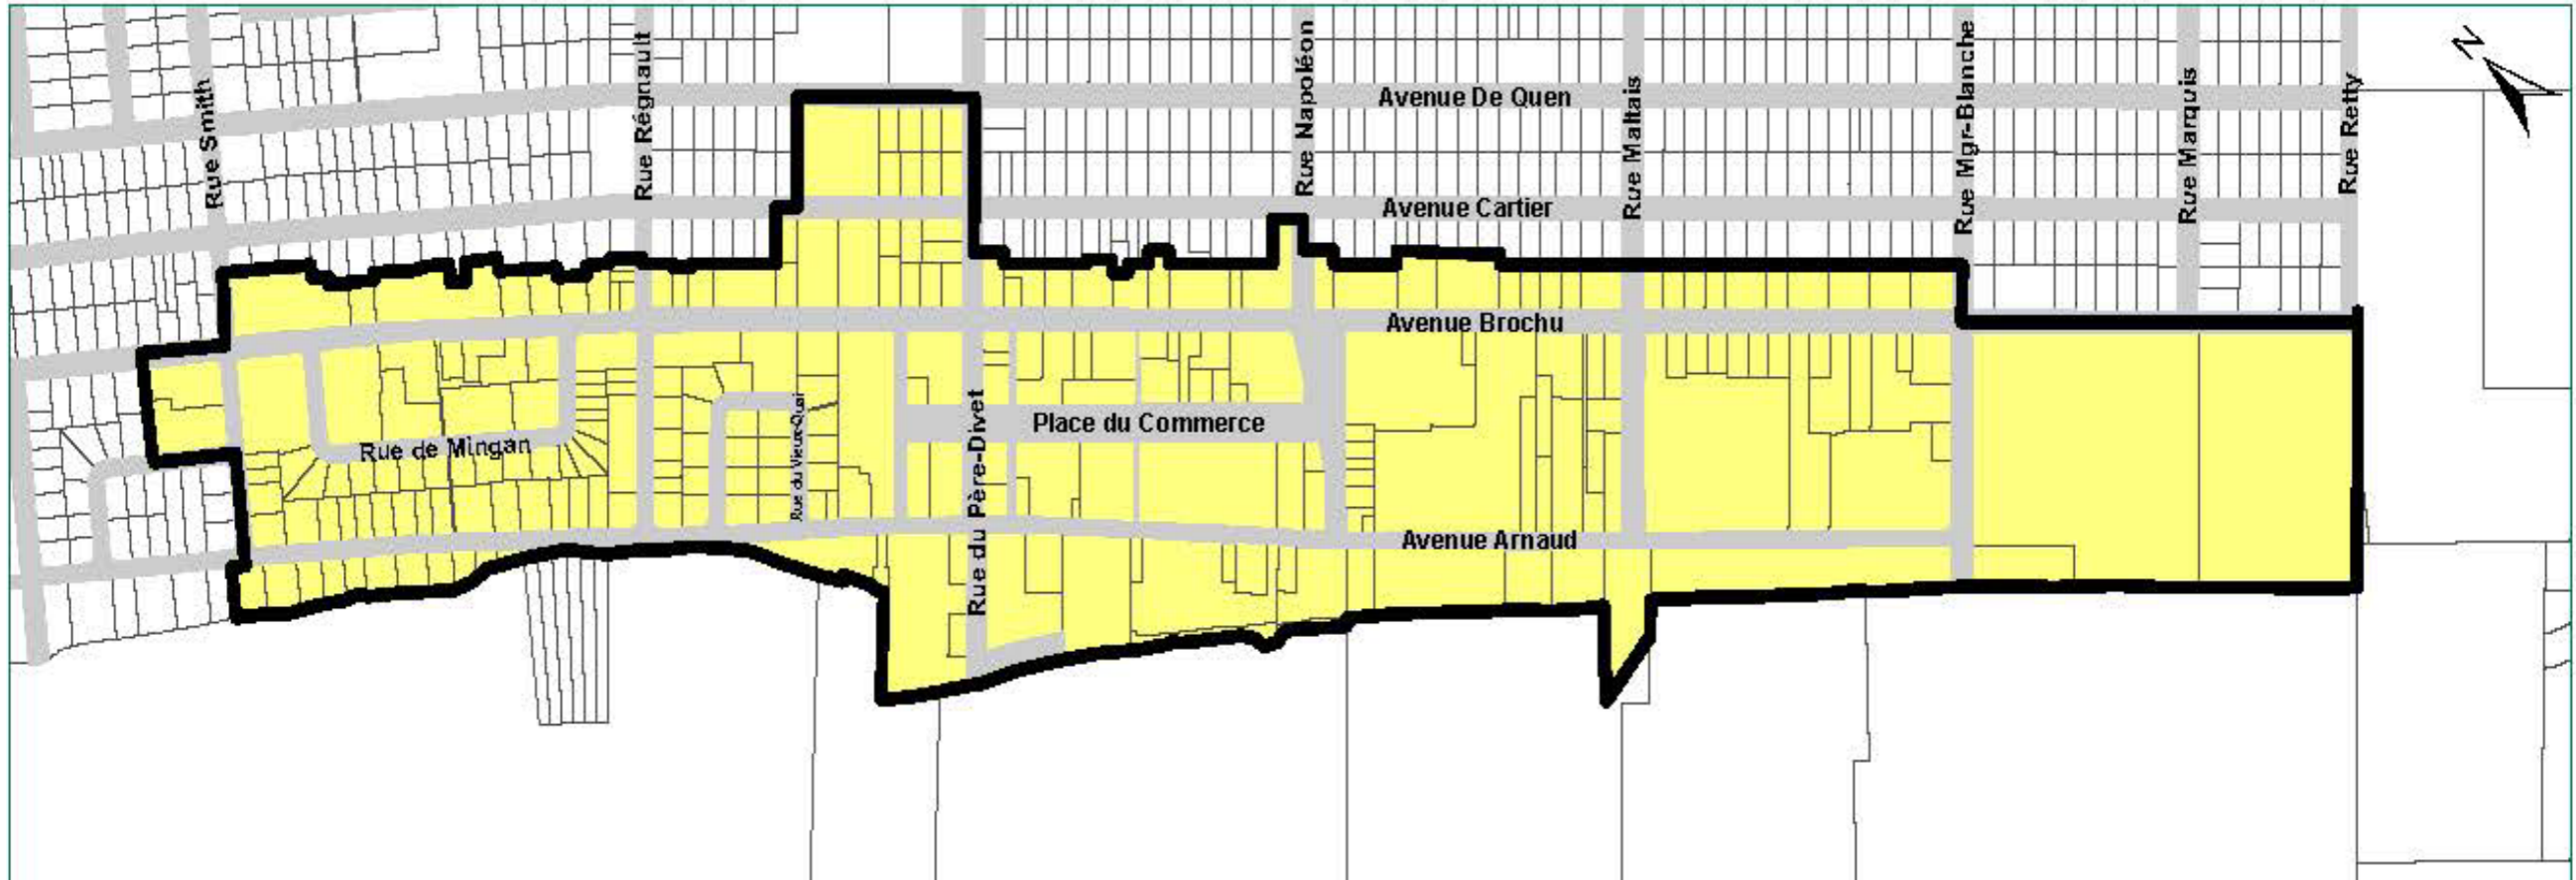 Rue Smith
Rue Régnault
Rue Napoléon
Rue Maltais
Rue Mgr-Blanche
Rue Marquis
Rue Retty
N
Avenue De Quen
Avenue Cartier
Avenue Brochu
Rue de Mingan
Rue du Vieux-Quai
Rue du Père-Divet
Place du Commerce
Avenue Arnaud